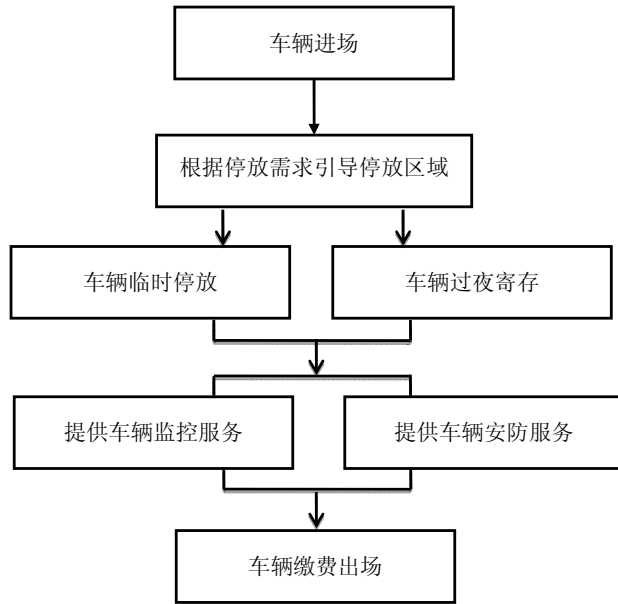 车辆进场
根据停放需求引导停放区域
车辆临时停放
车辆过夜寄存
提供车辆监控服务
提供车辆安防服务
车辆缴费出场